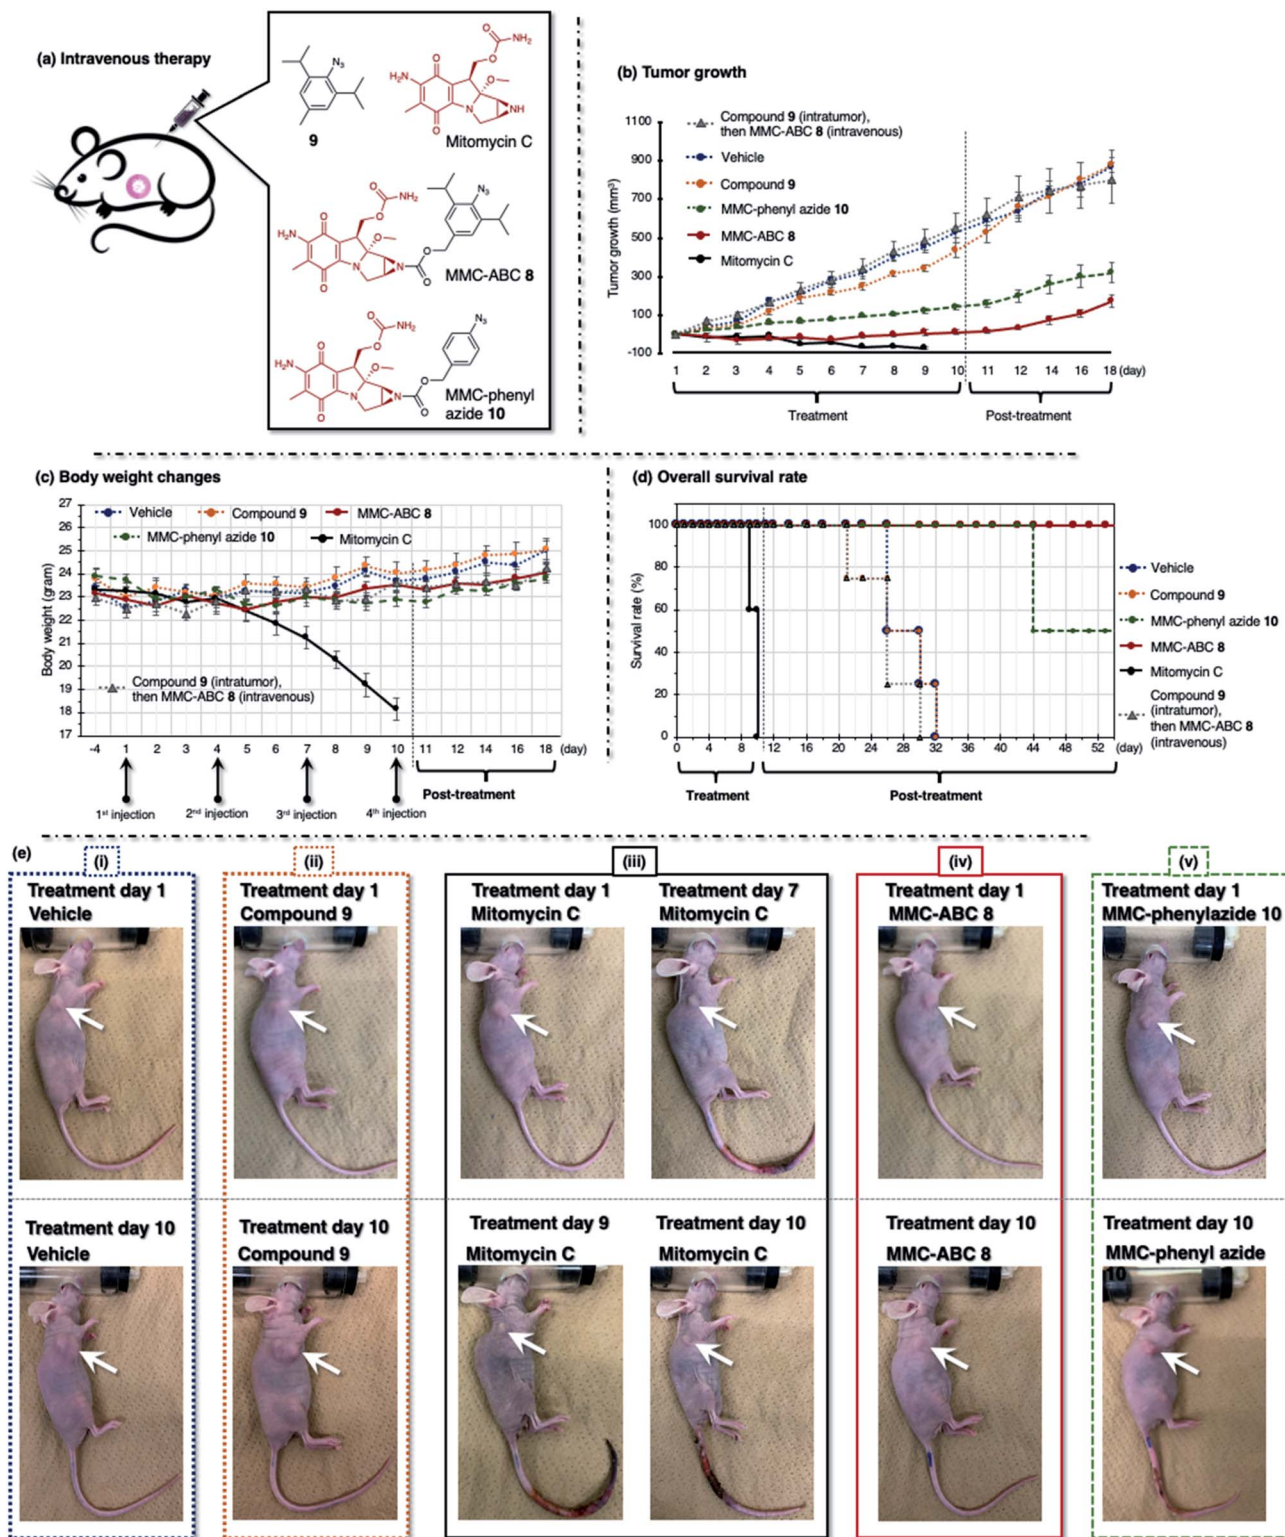 (a) Intravenous therapy
N₃
9
O
NH₂
O
O
H₂N
O
N
NH
O
Mitomycin C
O
NH₂
O
N₃
O
H₂N
O
N
N
O
O
O
MMC-ABC 8
O
NH₂
O
N₃
O
H₂N
O
N
N
O
O
O
MMC-phenyl
azide 10
(b) Tumor growth
Compound 9 (intratumor),
then MMC-ABC 8 (intravenous)
Vehicle
Compound 9
MMC-phenyl azide 10
MMC-ABC 8
Mitomycin C
Tumor growth (mm³)
1100
900
700
500
300
100
-100
1 2 3 4 5 6 7 8 9 10 11 12 14 16 18 (day)
Treatment
Post-treatment
(c) Body weight changes
Vehicle
Compound 9
MMC-ABC 8
MMC-phenyl azide 10
Mitomycin C
Body weight (gram)
27
26
25
24
23
22
21
20
19
18
17
Compound 9 (intratumor),
then MMC-ABC 8 (intravenous)
-4 1 2 3 4 5 6 7 8 9 10 11 12 14 16 18 (day)
Post-treatment
1st injection
2nd injection
3rd injection
4th injection
(d) Overall survival rate
Survival rate (%)
100
80
60
40
20
0
0 4 8 12 16 20 24 28 32 36 40 44 48 52 (day)
Treatment
Post-treatment
Vehicle
Compound 9
MMC-phenyl azide 10
MMC-ABC 8
Mitomycin C
Compound 9
(intratumor),
then MMC-ABC 8
(intravenous)
(e)
(i)
Treatment day 1
Vehicle
Treatment day 10
Vehicle
(ii)
Treatment day 1
Compound 9
Treatment day 10
Compound 9
(iii)
Treatment day 1
Mitomycin C
Treatment day 7
Mitomycin C
Treatment day 9
Mitomycin C
Treatment day 10
Mitomycin C
(iv)
Treatment day 1
MMC-ABC 8
Treatment day 10
MMC-ABC 8
(v)
Treatment day 1
MMC-phenylazide 10
Treatment day 10
MMC-phenyl azide
10